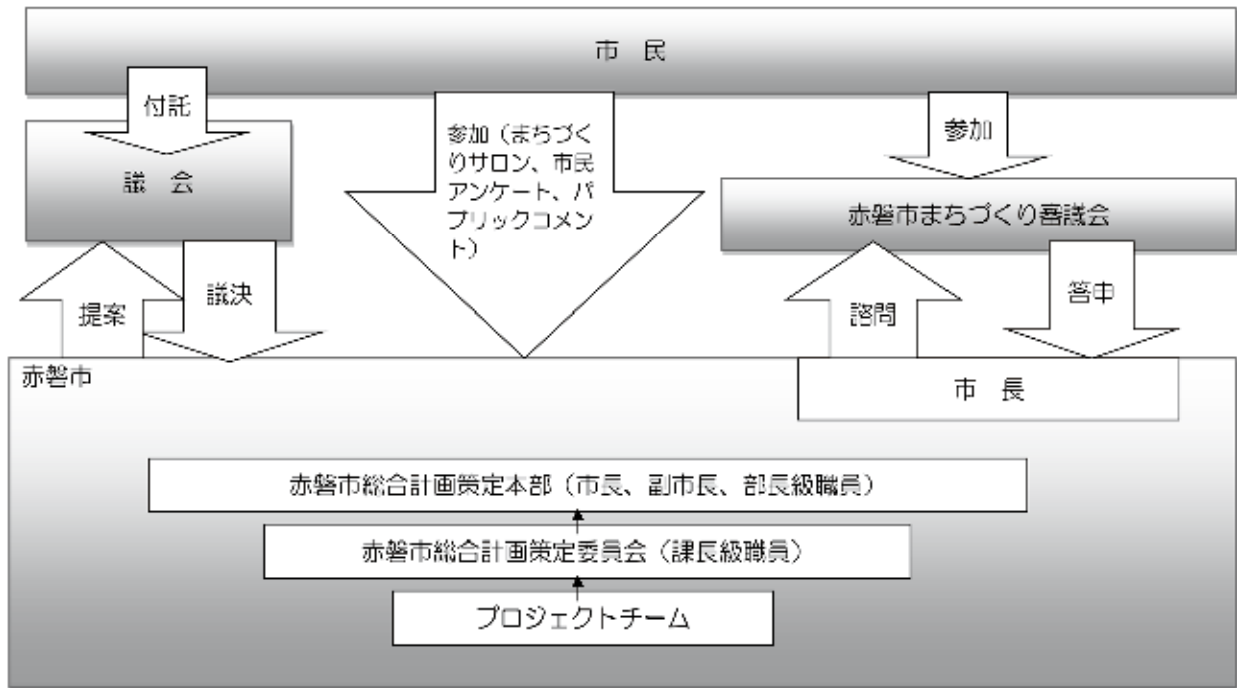 市　民
付託
参加（まちづく
りサロン、市民
アンケート、パ
ブリックコメン
ト）
参加
議　会
赤磐市まちづくり審議会
提案
議決
諮問
答申
赤磐市
市　長
赤磐市総合計画策定本部（市長、副市長、部長級職員）
赤磐市総合計画策定委員会（課長級職員）
プロジェクトチーム